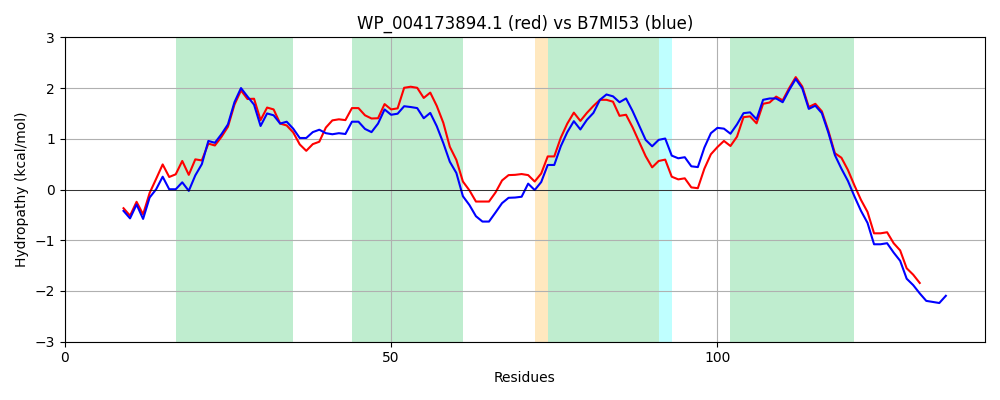 WP_004173894.1 (red) vs B7MI53 (blue)
Hydropathy (kcal/mol)
3
2
1
0
−1
−2
−3
0 50 100
Residues